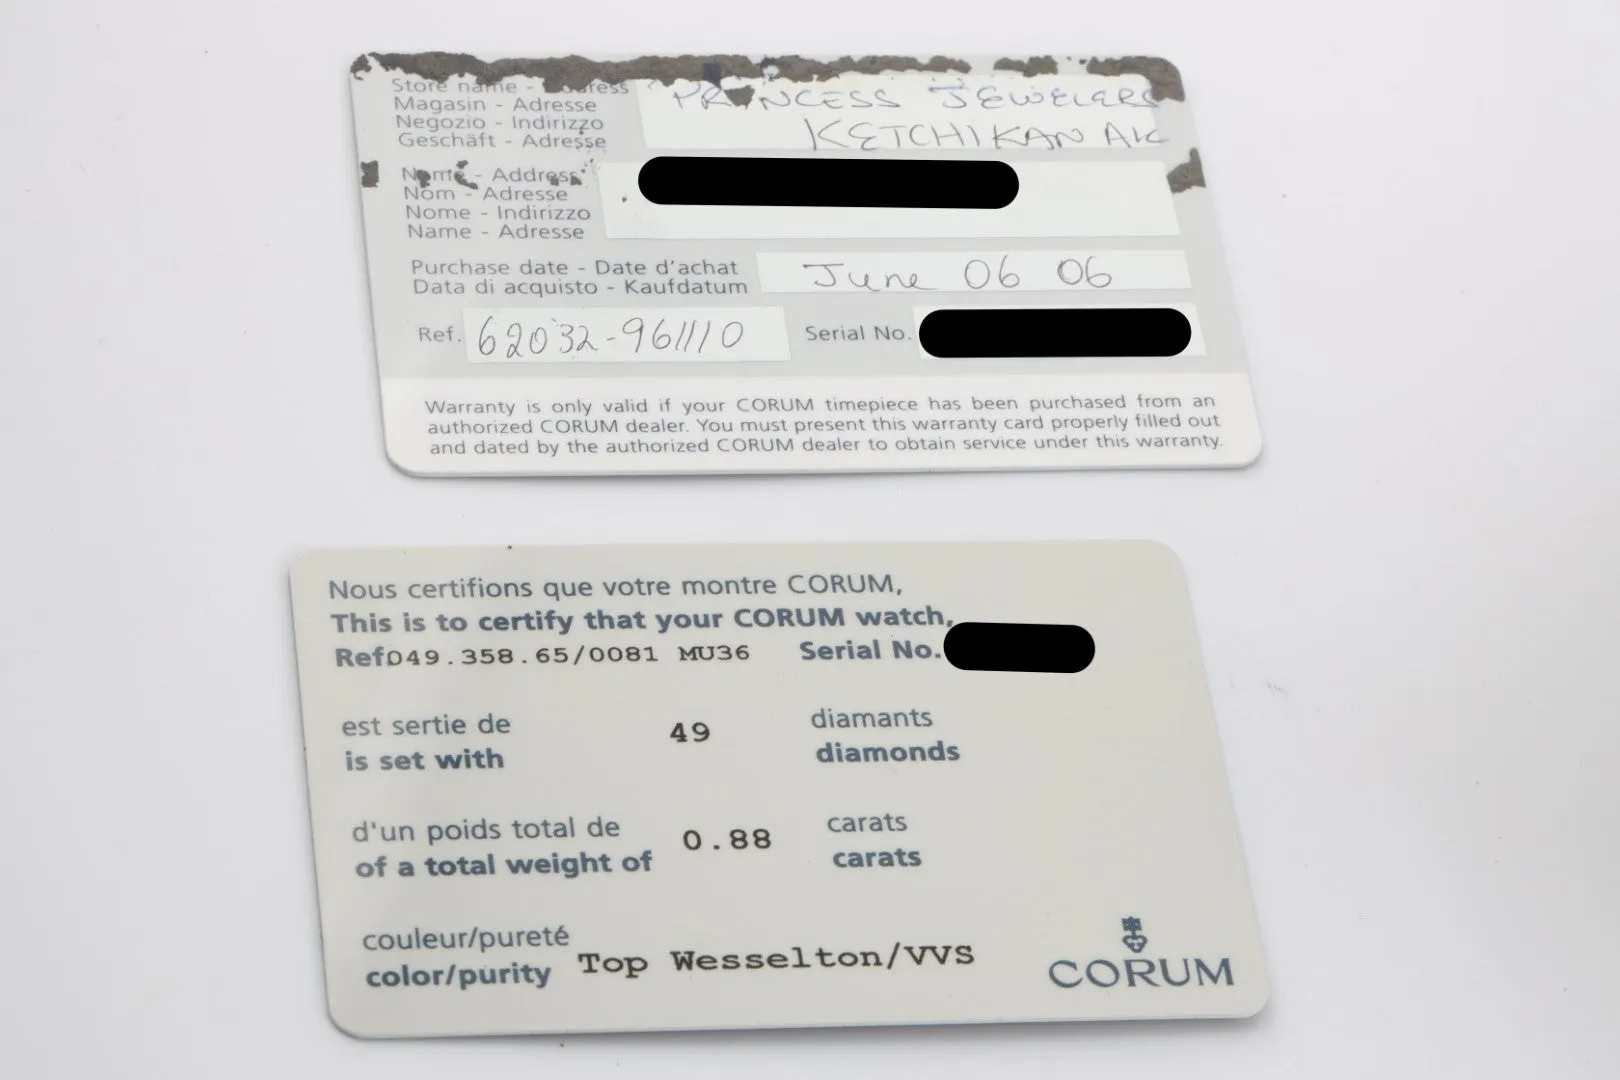 Store name - Address
PRINCESS JEWELERS
Magasin - Adresse
Negozio - Indirizzo
KETCHIKAN AK
Geschäft - Adresse
Name - Address
Nom - Adresse
Nome - Indirizzo
Name - Adresse
Purchase date - Date d'achat
Data di acquisto - Kaufdatum
June 06 06
Ref. 62032-961110 Serial No.
Warranty is only valid if your CORUM timepiece has been purchased from an
authorized CORUM dealer. You must present this warranty card properly filled out
and dated by the authorized CORUM dealer to obtain service under this warranty.
Nous certifions que votre montre CORUM,
This is to certify that your CORUM watch,
Ref D49.358.65/0081 MU36 Serial No.
est sertie de 49 diamants
is set with diamonds
d'un poids total de 0.88 carats
of a total weight of carats
couleur/pureté
color/purity Top Wesselton/VVS
CORUM